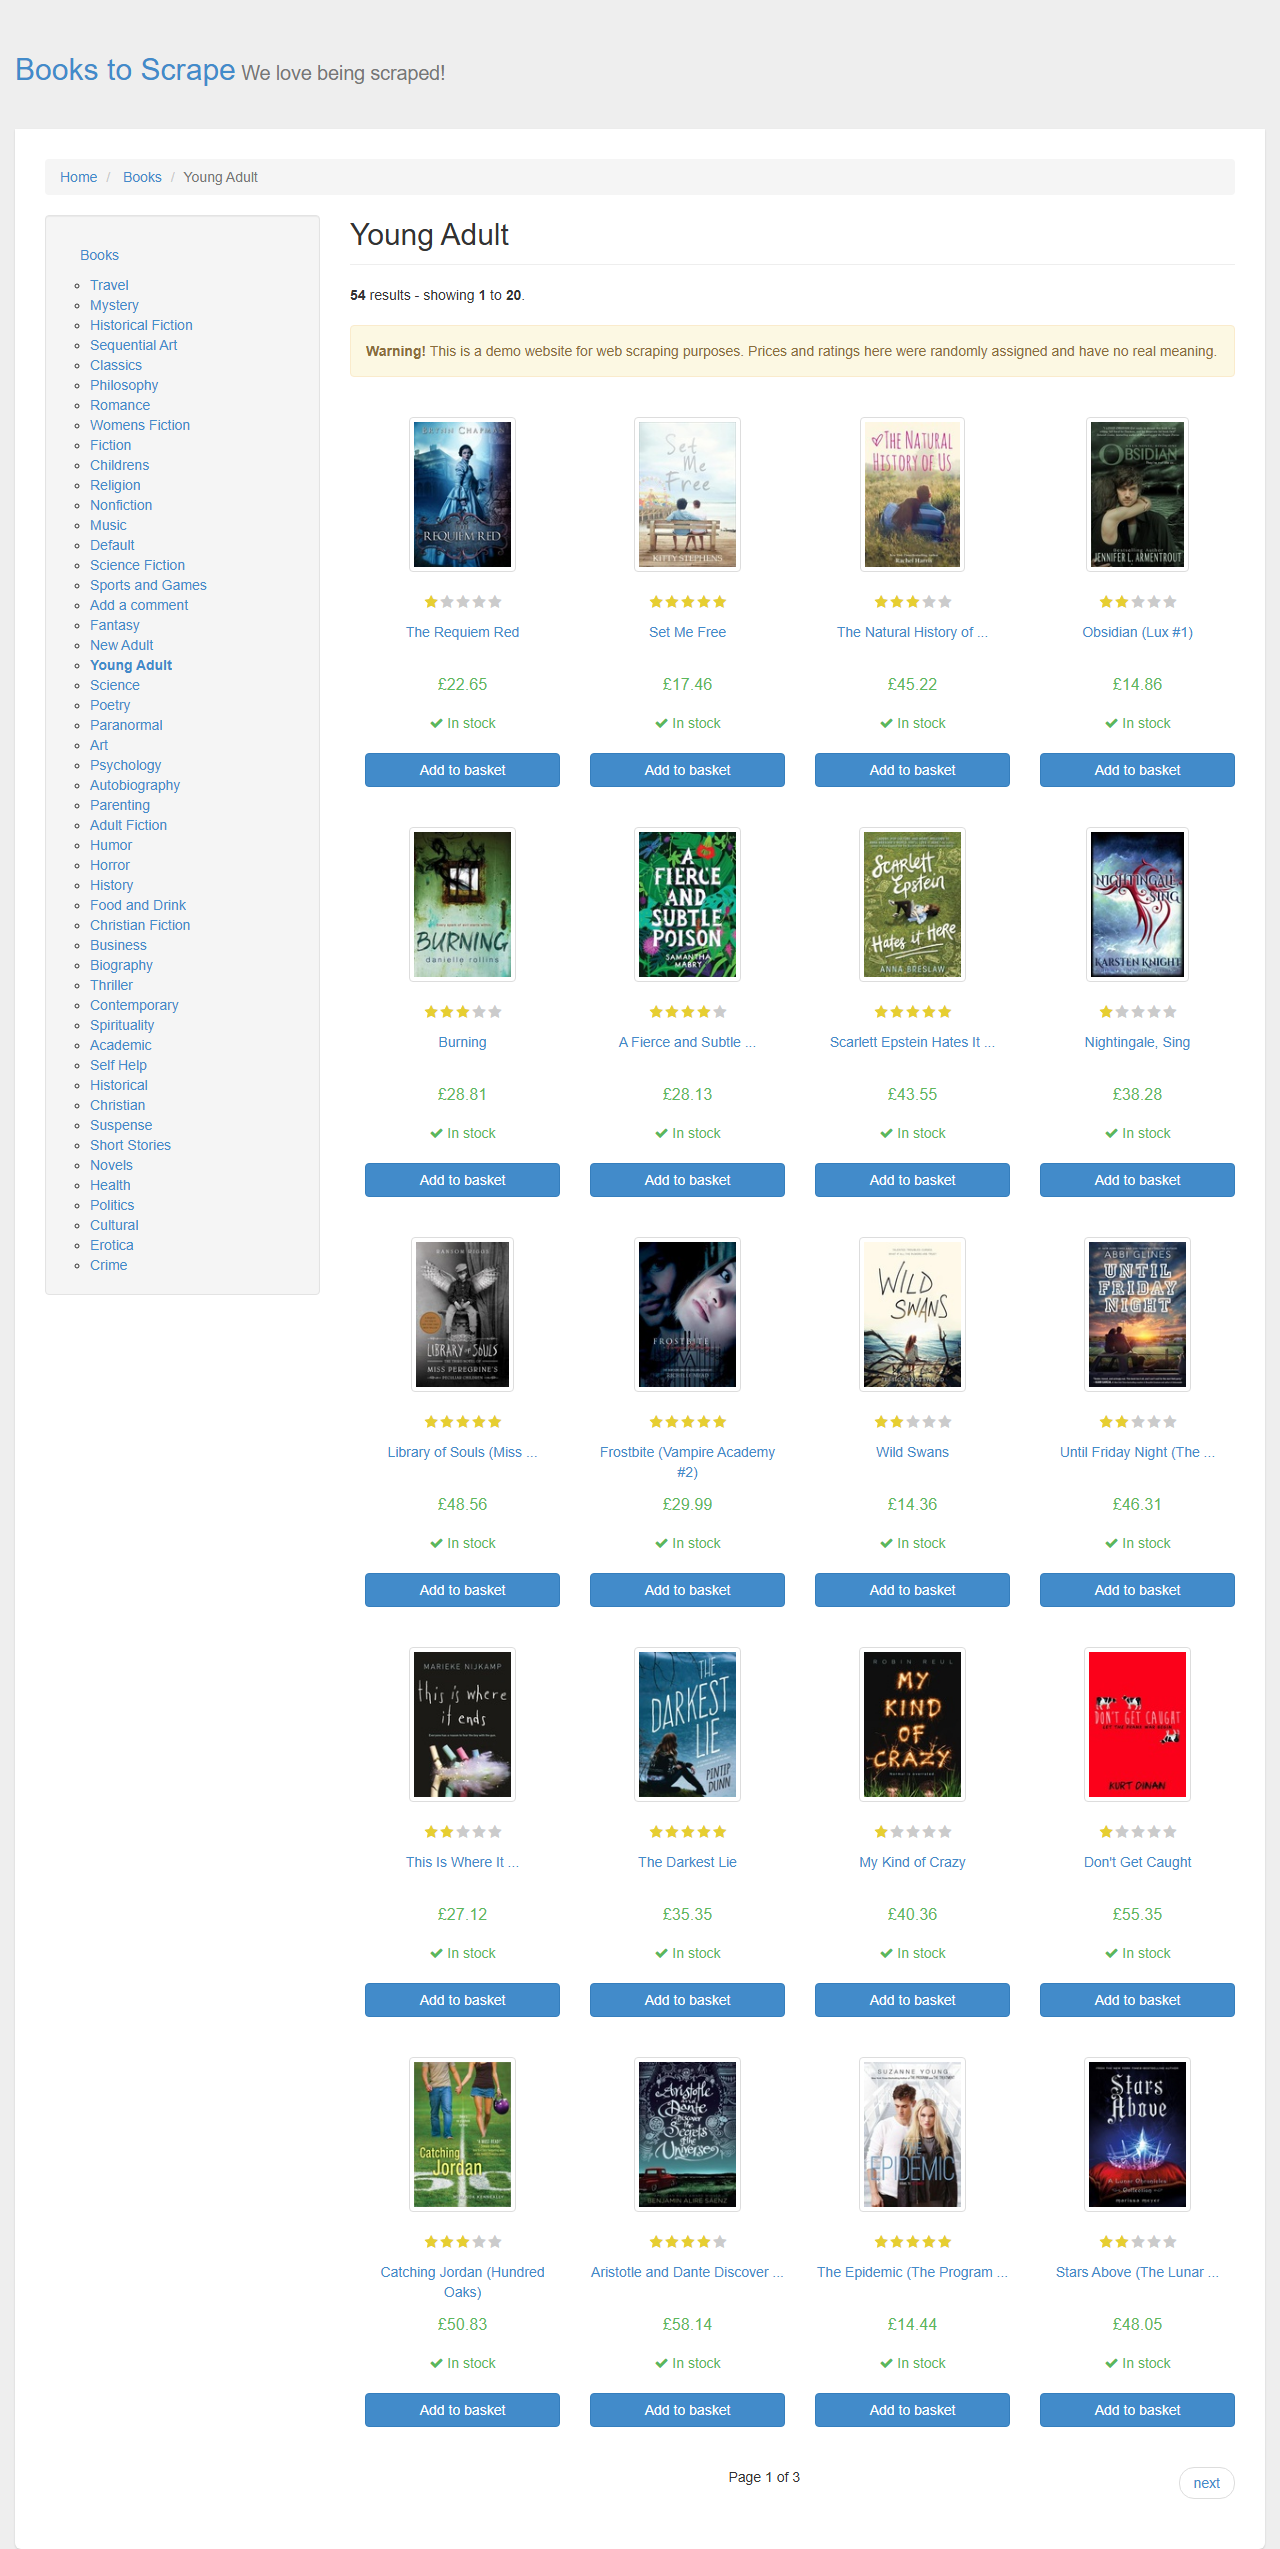 Books to Scrape We love being scraped!
Home / Books / Young Adult
Books
Travel
Mystery
Historical Fiction
Sequential Art
Classics
Philosophy
Romance
Womens Fiction
Fiction
Childrens
Religion
Nonfiction
Music
Default
Science Fiction
Sports and Games
Add a comment
Fantasy
New Adult
Young Adult
Science
Poetry
Paranormal
Art
Psychology
Autobiography
Parenting
Adult Fiction
Humor
Horror
History
Food and Drink
Christian Fiction
Business
Biography
Thriller
Contemporary
Spirituality
Academic
Self Help
Historical
Christian
Suspense
Short Stories
Novels
Health
Politics
Cultural
Erotica
Crime
Young Adult
54 results - showing 1 to 20.
Warning! This is a demo website for web scraping purposes. Prices and ratings here were randomly assigned and have no real meaning.
REQUIEM RED
The Requiem Red
£22.65
In stock
Add to basket
Set
Me
Free
KITTY STEPHENS
Set Me Free
£17.46
In stock
Add to basket
THE NATURAL
HISTORY OF US
Rachel Harris
The Natural History of ...
£45.22
In stock
Add to basket
OBSIDIAN
JENNIFER L. ARMENTROUT
Obsidian (Lux #1)
£14.86
In stock
Add to basket
BURNING
danielle rollins
Burning
£28.81
In stock
Add to basket
A
FIERCE
AND
SUBTLE
POISON
SAMANTHA
MABRY
A Fierce and Subtle ...
£28.13
In stock
Add to basket
Scarlett
Epstein
Hates it Here
ANNA BRESLAW
Scarlett Epstein Hates It ...
£43.55
In stock
Add to basket
NIGHTINGALE,
SING
KARSTEN KNIGHT
Nightingale, Sing
£38.28
In stock
Add to basket
RANSOM RIGGS
LIBRARY OF SOULS
MISS PEREGRINE'S
Library of Souls (Miss ...
£48.56
In stock
Add to basket
FROSTBITE
Frostbite (Vampire Academy
#2)
£29.99
In stock
Add to basket
WILD
SWANS
Wild Swans
£14.36
In stock
Add to basket
ABBI GLINES
UNTIL
FRIDAY
NIGHT
Until Friday Night (The ...
£46.31
In stock
Add to basket
MARIEKE NIJKAMP
this is where
it ends
This Is Where It ...
£27.12
In stock
Add to basket
THE
DARKEST
LIE
PINTIP
DUNN
The Darkest Lie
£35.35
In stock
Add to basket
ROBIN REUL
MY
KIND
OF
CRAZY
My Kind of Crazy
£40.36
In stock
Add to basket
DON'T GET CAUGHT
KURT DINAN
Don't Get Caught
£55.35
In stock
Add to basket
Catching
Jordan
Catching Jordan (Hundred
Oaks)
£50.83
In stock
Add to basket
Aristotle
and
Dante
Discover
the
Secrets
of the
Universe
BENJAMIN ALIRE SÁENZ
Aristotle and Dante Discover ...
£58.14
In stock
Add to basket
SUZANNE YOUNG
THE
EPIDEMIC
The Epidemic (The Program ...
£14.44
In stock
Add to basket
Stars
Above
A Lunar Chronicles
Collection
marissa meyer
Stars Above (The Lunar ...
£48.05
In stock
Add to basket
Page 1 of 3
next